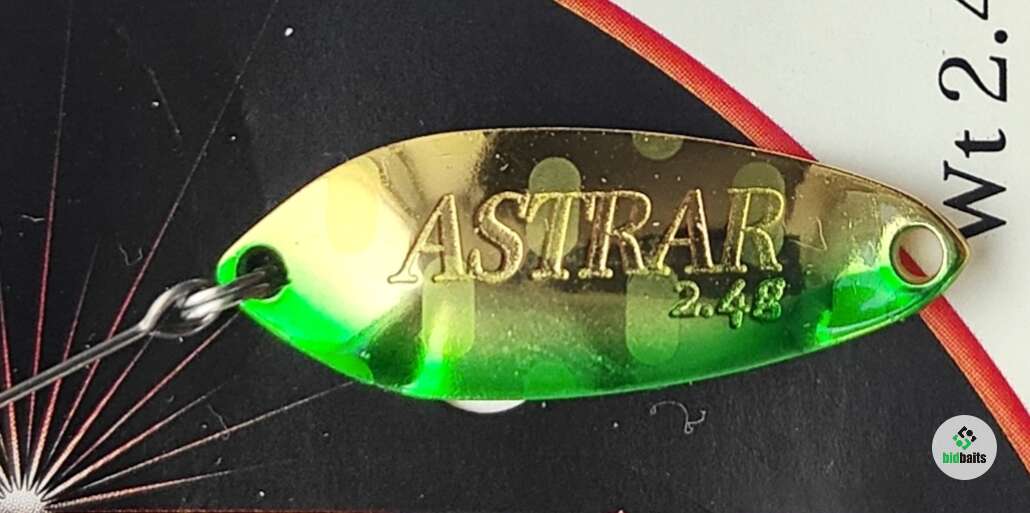 ASTRAR
2.4g
Wt 2.4
bidbaits